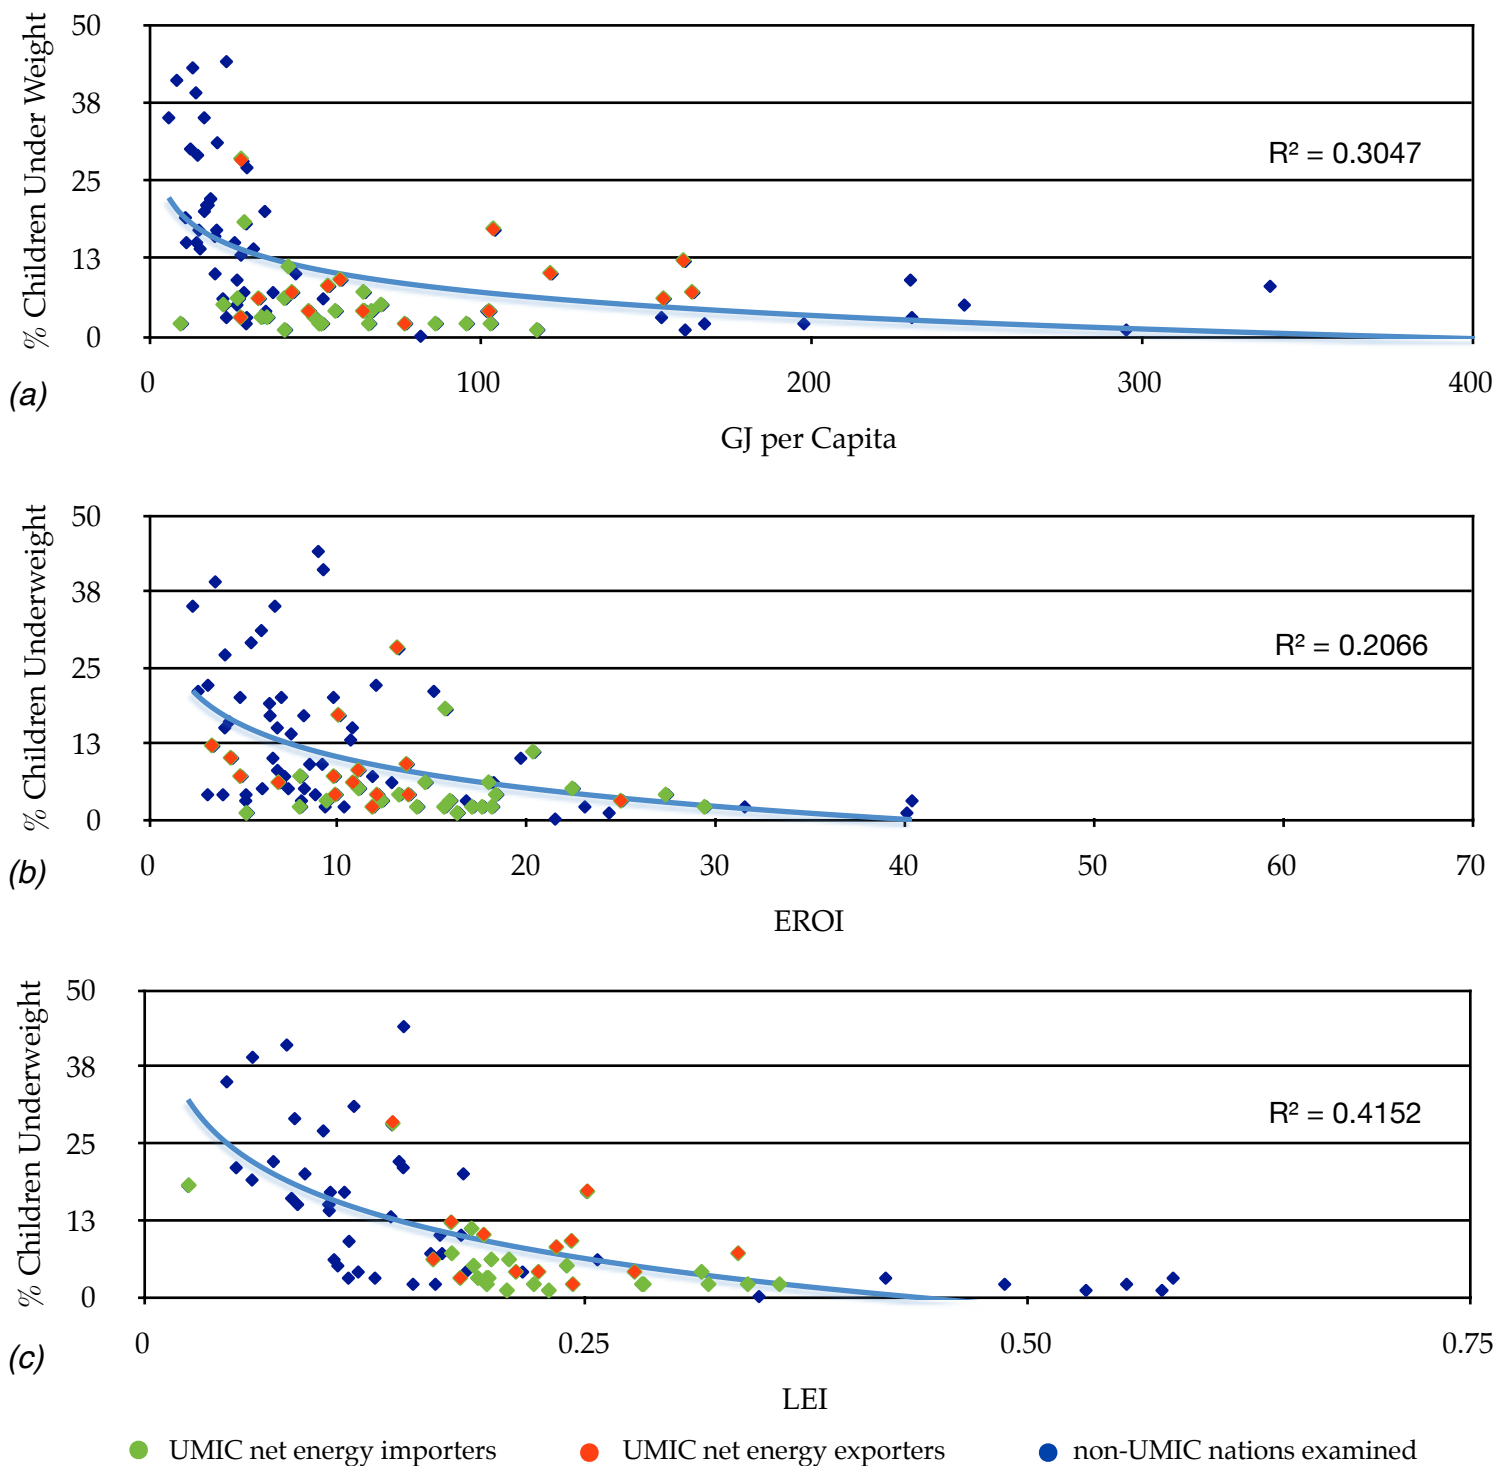 % Children Under Weight
50
38
25
13
0
R² = 0.3047
0 100 200 300 400
(a)
GJ per Capita
% Children Underweight
50
38
25
13
0
R² = 0.2066
0 10 20 30 40 50 60 70
(b)
EROI
% Children Underweight
50
38
25
13
0
R² = 0.4152
0 0.25 0.50 0.75
(c)
LEI
UMIC net energy importers UMIC net energy exporters non-UMIC nations examined